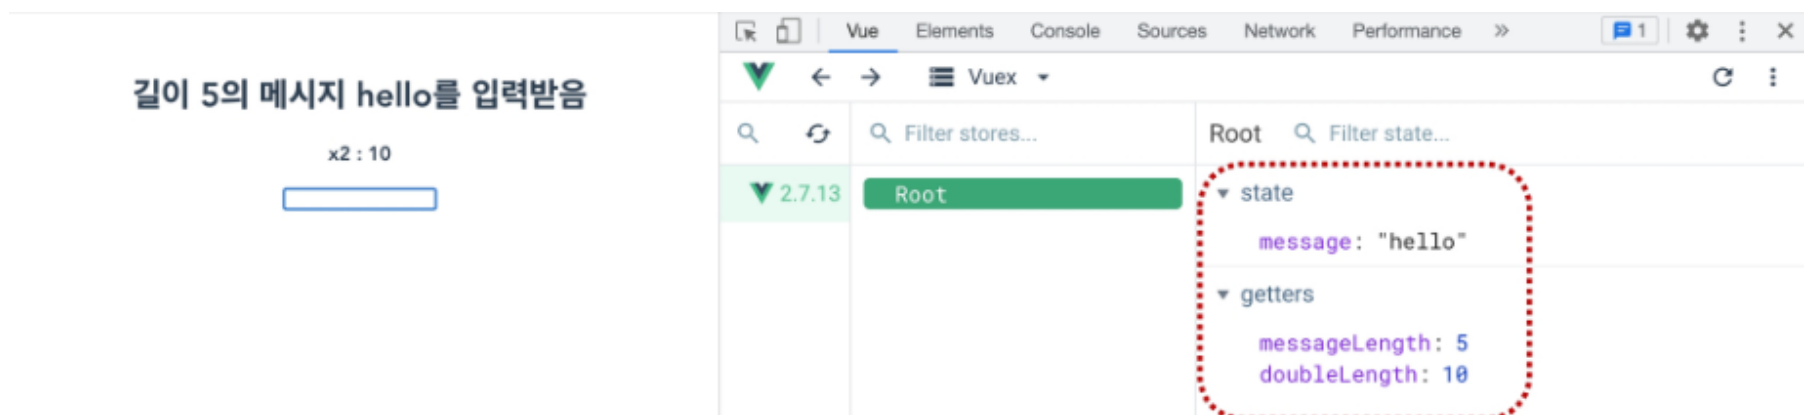 길이 5의 메시지 hello를 입력받음
x2 : 10
Vue Elements Console Sources Network Performance » 1
Vuex
Filter stores... Root Filter state...
2.7.13 Root
state
message: "hello"
getters
messageLength: 5
doubleLength: 10